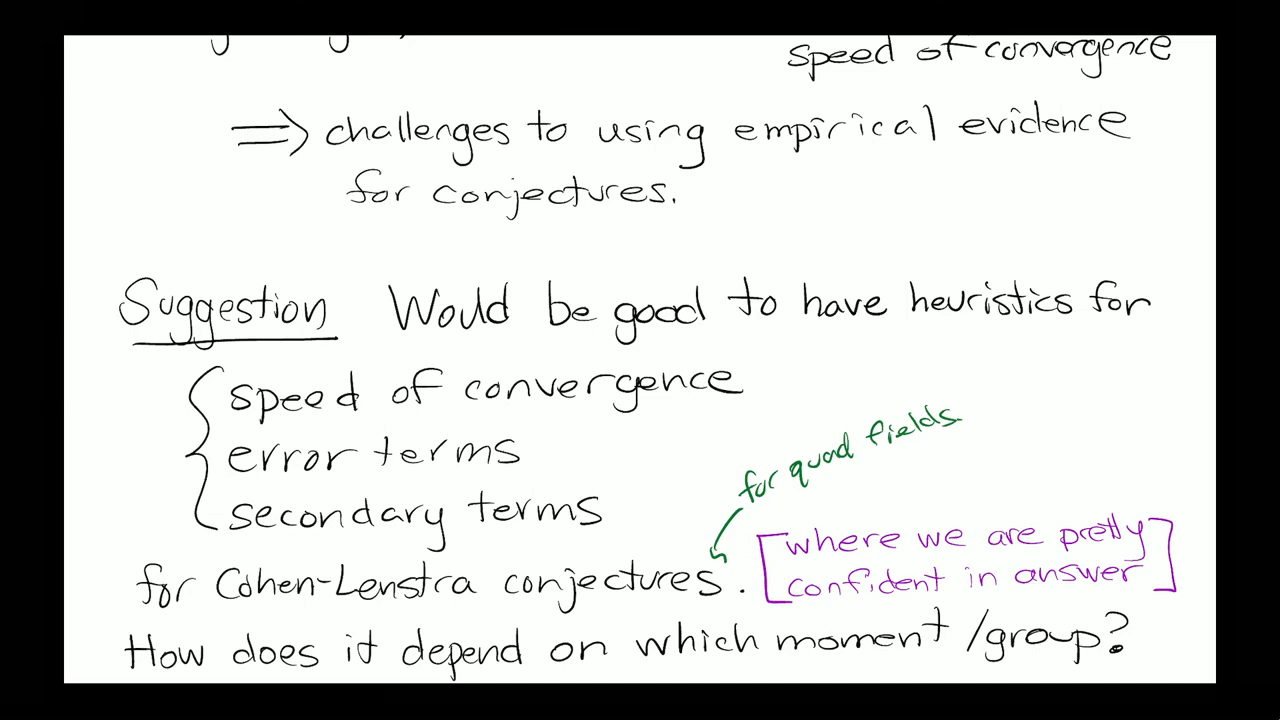 speed of convergence
⟹ challenges to using empirical evidence
for conjectures.
Suggestion Would be good to have heuristics for
speed of convergence
error terms
secondary terms
for quad fields
for Cohen-Lenstra conjectures. [where we are pretty
confident in answer]
How does it depend on which moment/group?